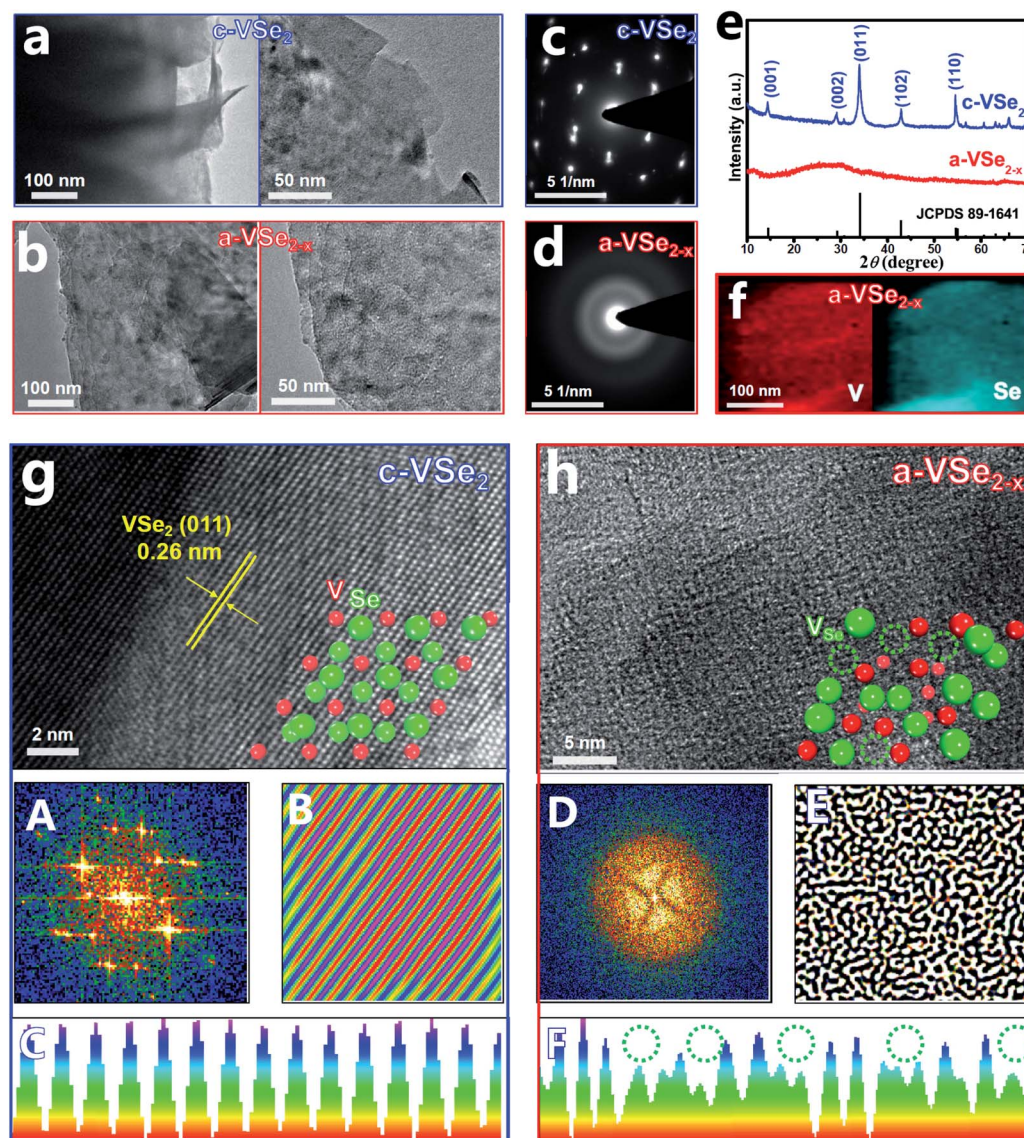 a
c-VSe2
100 nm
50 nm
b
a-VSe2-x
100 nm
50 nm
c
c-VSe2
5 1/nm
d
a-VSe2-x
5 1/nm
e
(001)
(002)
(011)
(102)
(110)
c-VSe2
a-VSe2-x
JCPDS 89-1641
Intensity (a.u.)
10 20 30 40 50 60 7
2θ (degree)
f
a-VSe2-x
100 nm
V
Se
g
c-VSe2
VSe2 (011)
0.26 nm
V
Se
2 nm
h
a-VSe2-x
VSe
5 nm
A
B
C
D
E
F